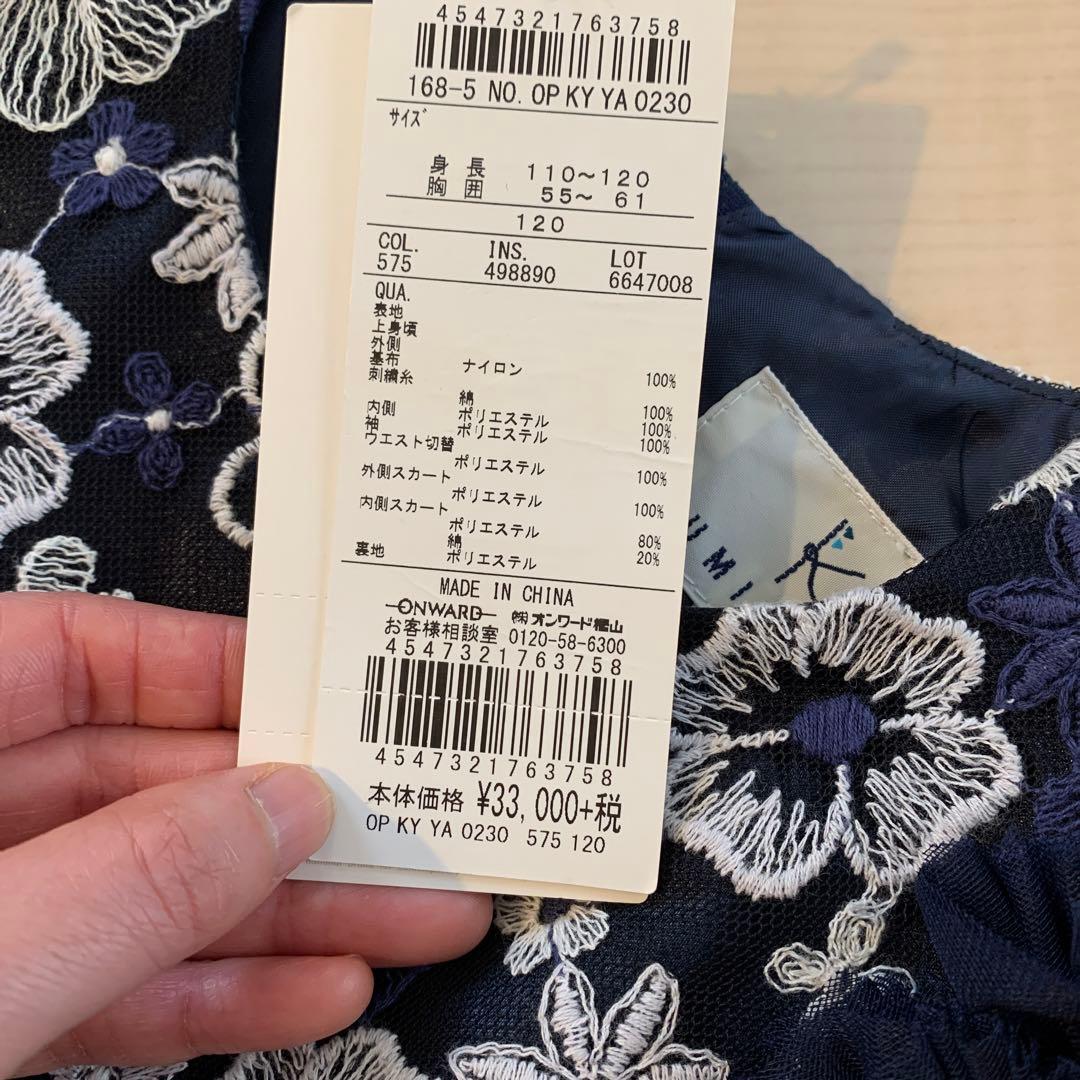 4547321763758
168-5 NO. OP KY YA 0230
サイズ
身 長 110～120
胸 囲 55～ 61
120
COL. INS. LOT
575 498890 6647008
QUA.
表地
上身頃
外側
基布 ナイロン 100%
刺繍糸
綿 100%
内側 ポリエステル 100%
袖 ポリエステル 100%
ウエスト切替
ポリエステル 100%
外側スカート
ポリエステル 100%
内側スカート
ポリエステル 80%
綿 20%
裏地 ポリエステル
MADE IN CHINA
ONWARD ㈱オンワード樫山
お客様相談室 0120-58-6300
4547321763758
4547321763758
本体価格 ¥33,000+税
OP KY YA 0230 575 120
UMI K